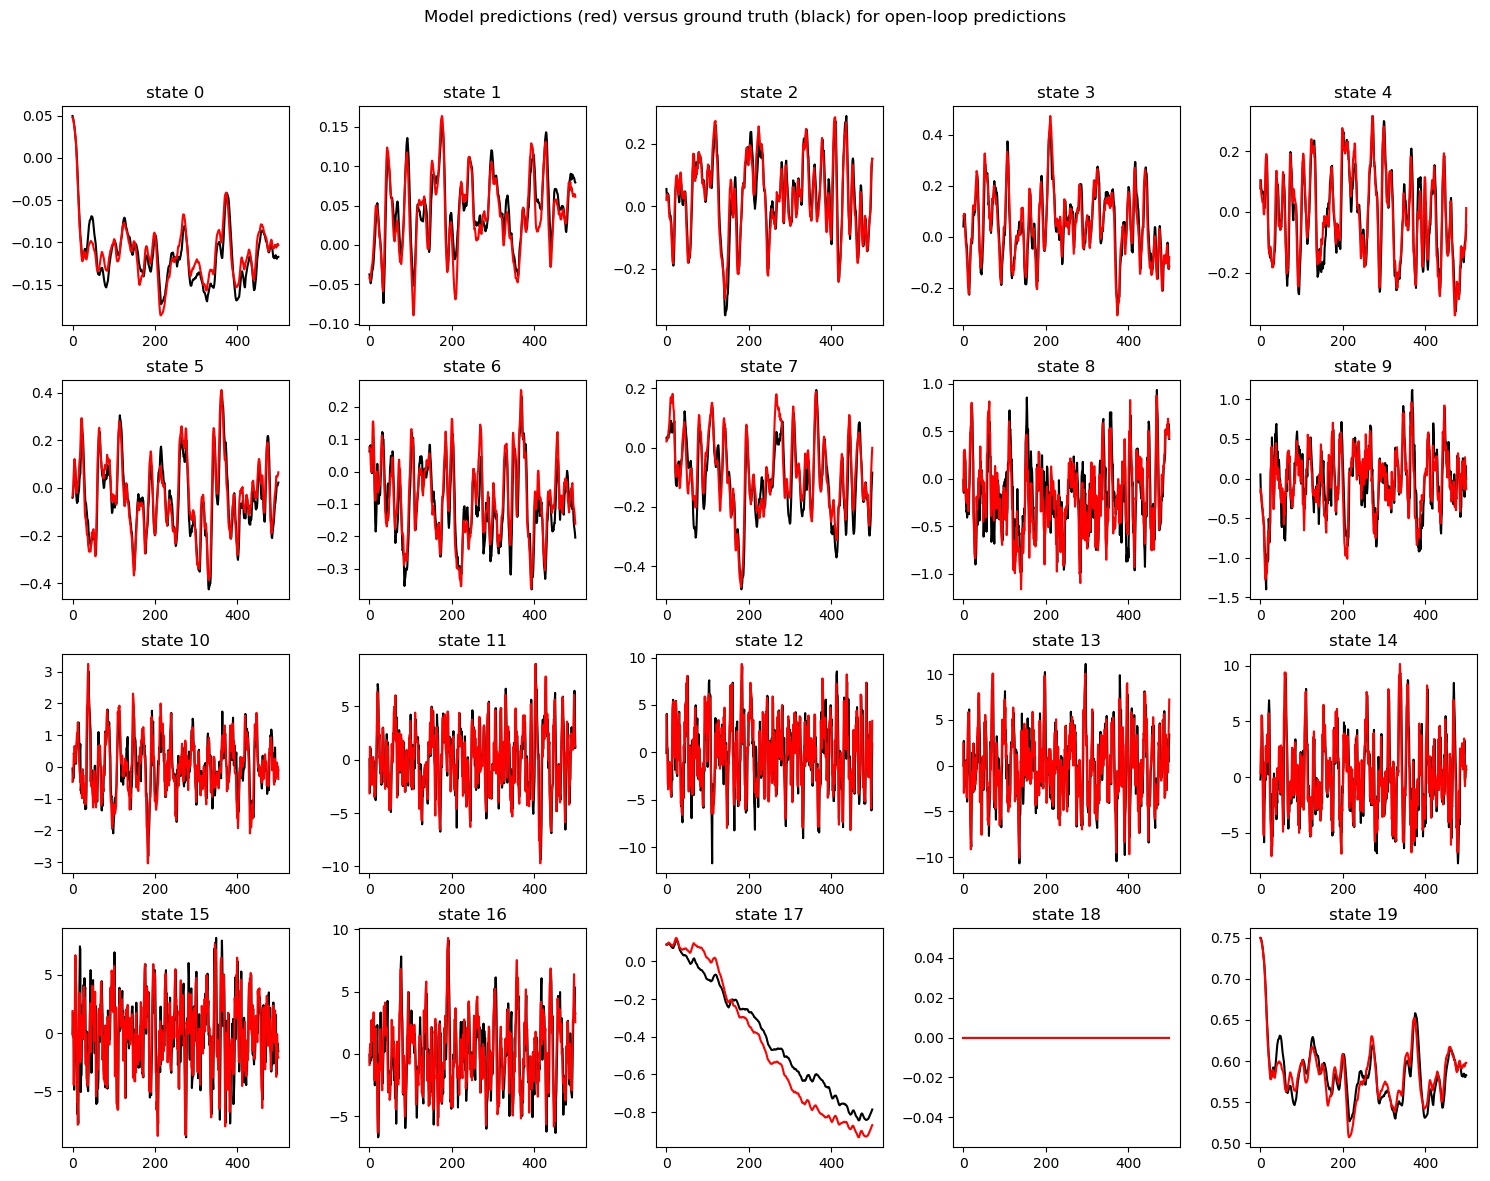 Model predictions (red) versus ground truth (black) for open-loop predictions
state 0 state 1 state 2 state 3 state 4
0.05 0.00 −0.05 −0.10 −0.15
0.15 0.10 0.05 0.00 −0.05 −0.10
0.2 0.0 −0.2
0.4 0.2 0.0 −0.2
0.2 0.0 −0.2
0 200 400 0 200 400 0 200 400 0 200 400 0 200 400
state 5 state 6 state 7 state 8 state 9
0.4 0.2 0.0 −0.2 −0.4
0.2 0.1 0.0 −0.1 −0.2 −0.3
0.2 0.0 −0.2 −0.4
1.0 0.5 0.0 −0.5 −1.0
1.0 0.5 0.0 −0.5 −1.0 −1.5
0 200 400 0 200 400 0 200 400 0 200 400 0 200 400
state 10 state 11 state 12 state 13 state 14
3 2 1 0 −1 −2 −3
5 0 −5 −10
10 5 0 −5 −10
10 5 0 −5 −10
10 5 0 −5
0 200 400 0 200 400 0 200 400 0 200 400 0 200 400
state 15 state 16 state 17 state 18 state 19
5 0 −5
10 5 0 −5
0.0 −0.2 −0.4 −0.6 −0.8
0.04 0.02 0.00 −0.02 −0.04
0.75 0.70 0.65 0.60 0.55 0.50
0 200 400 0 200 400 0 200 400 0 200 400 0 200 400